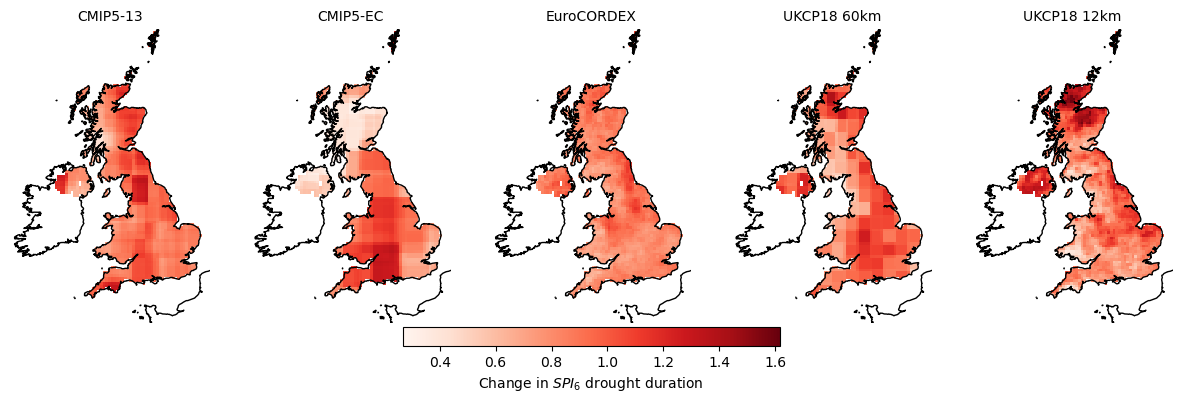 CMIP5-13 CMIP5-EC EuroCORDEX UKCP18 60km UKCP18 12km
0.4 0.6 0.8 1.0 1.2 1.4 1.6
Change in SPI₆ drought duration